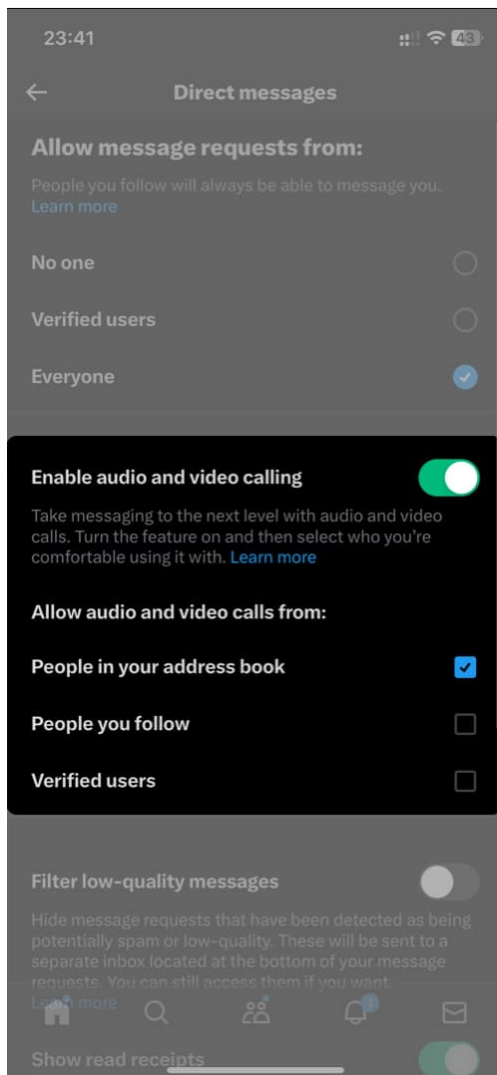 23:41
43
Direct messages
Allow message requests from:
People you follow will always be able to message you.
Learn more
No one
Verified users
Everyone
Enable audio and video calling
Take messaging to the next level with audio and video
calls. Turn the feature on and then select who you’re
comfortable using it with. Learn more
Allow audio and video calls from:
People in your address book
People you follow
Verified users
Filter low-quality messages
Hide message requests that have been detected as being
potentially spam or low-quality. These will be sent to a
separate inbox located at the bottom of your message
requests. You can still access them if you want.
Learn more
1
Show read receipts